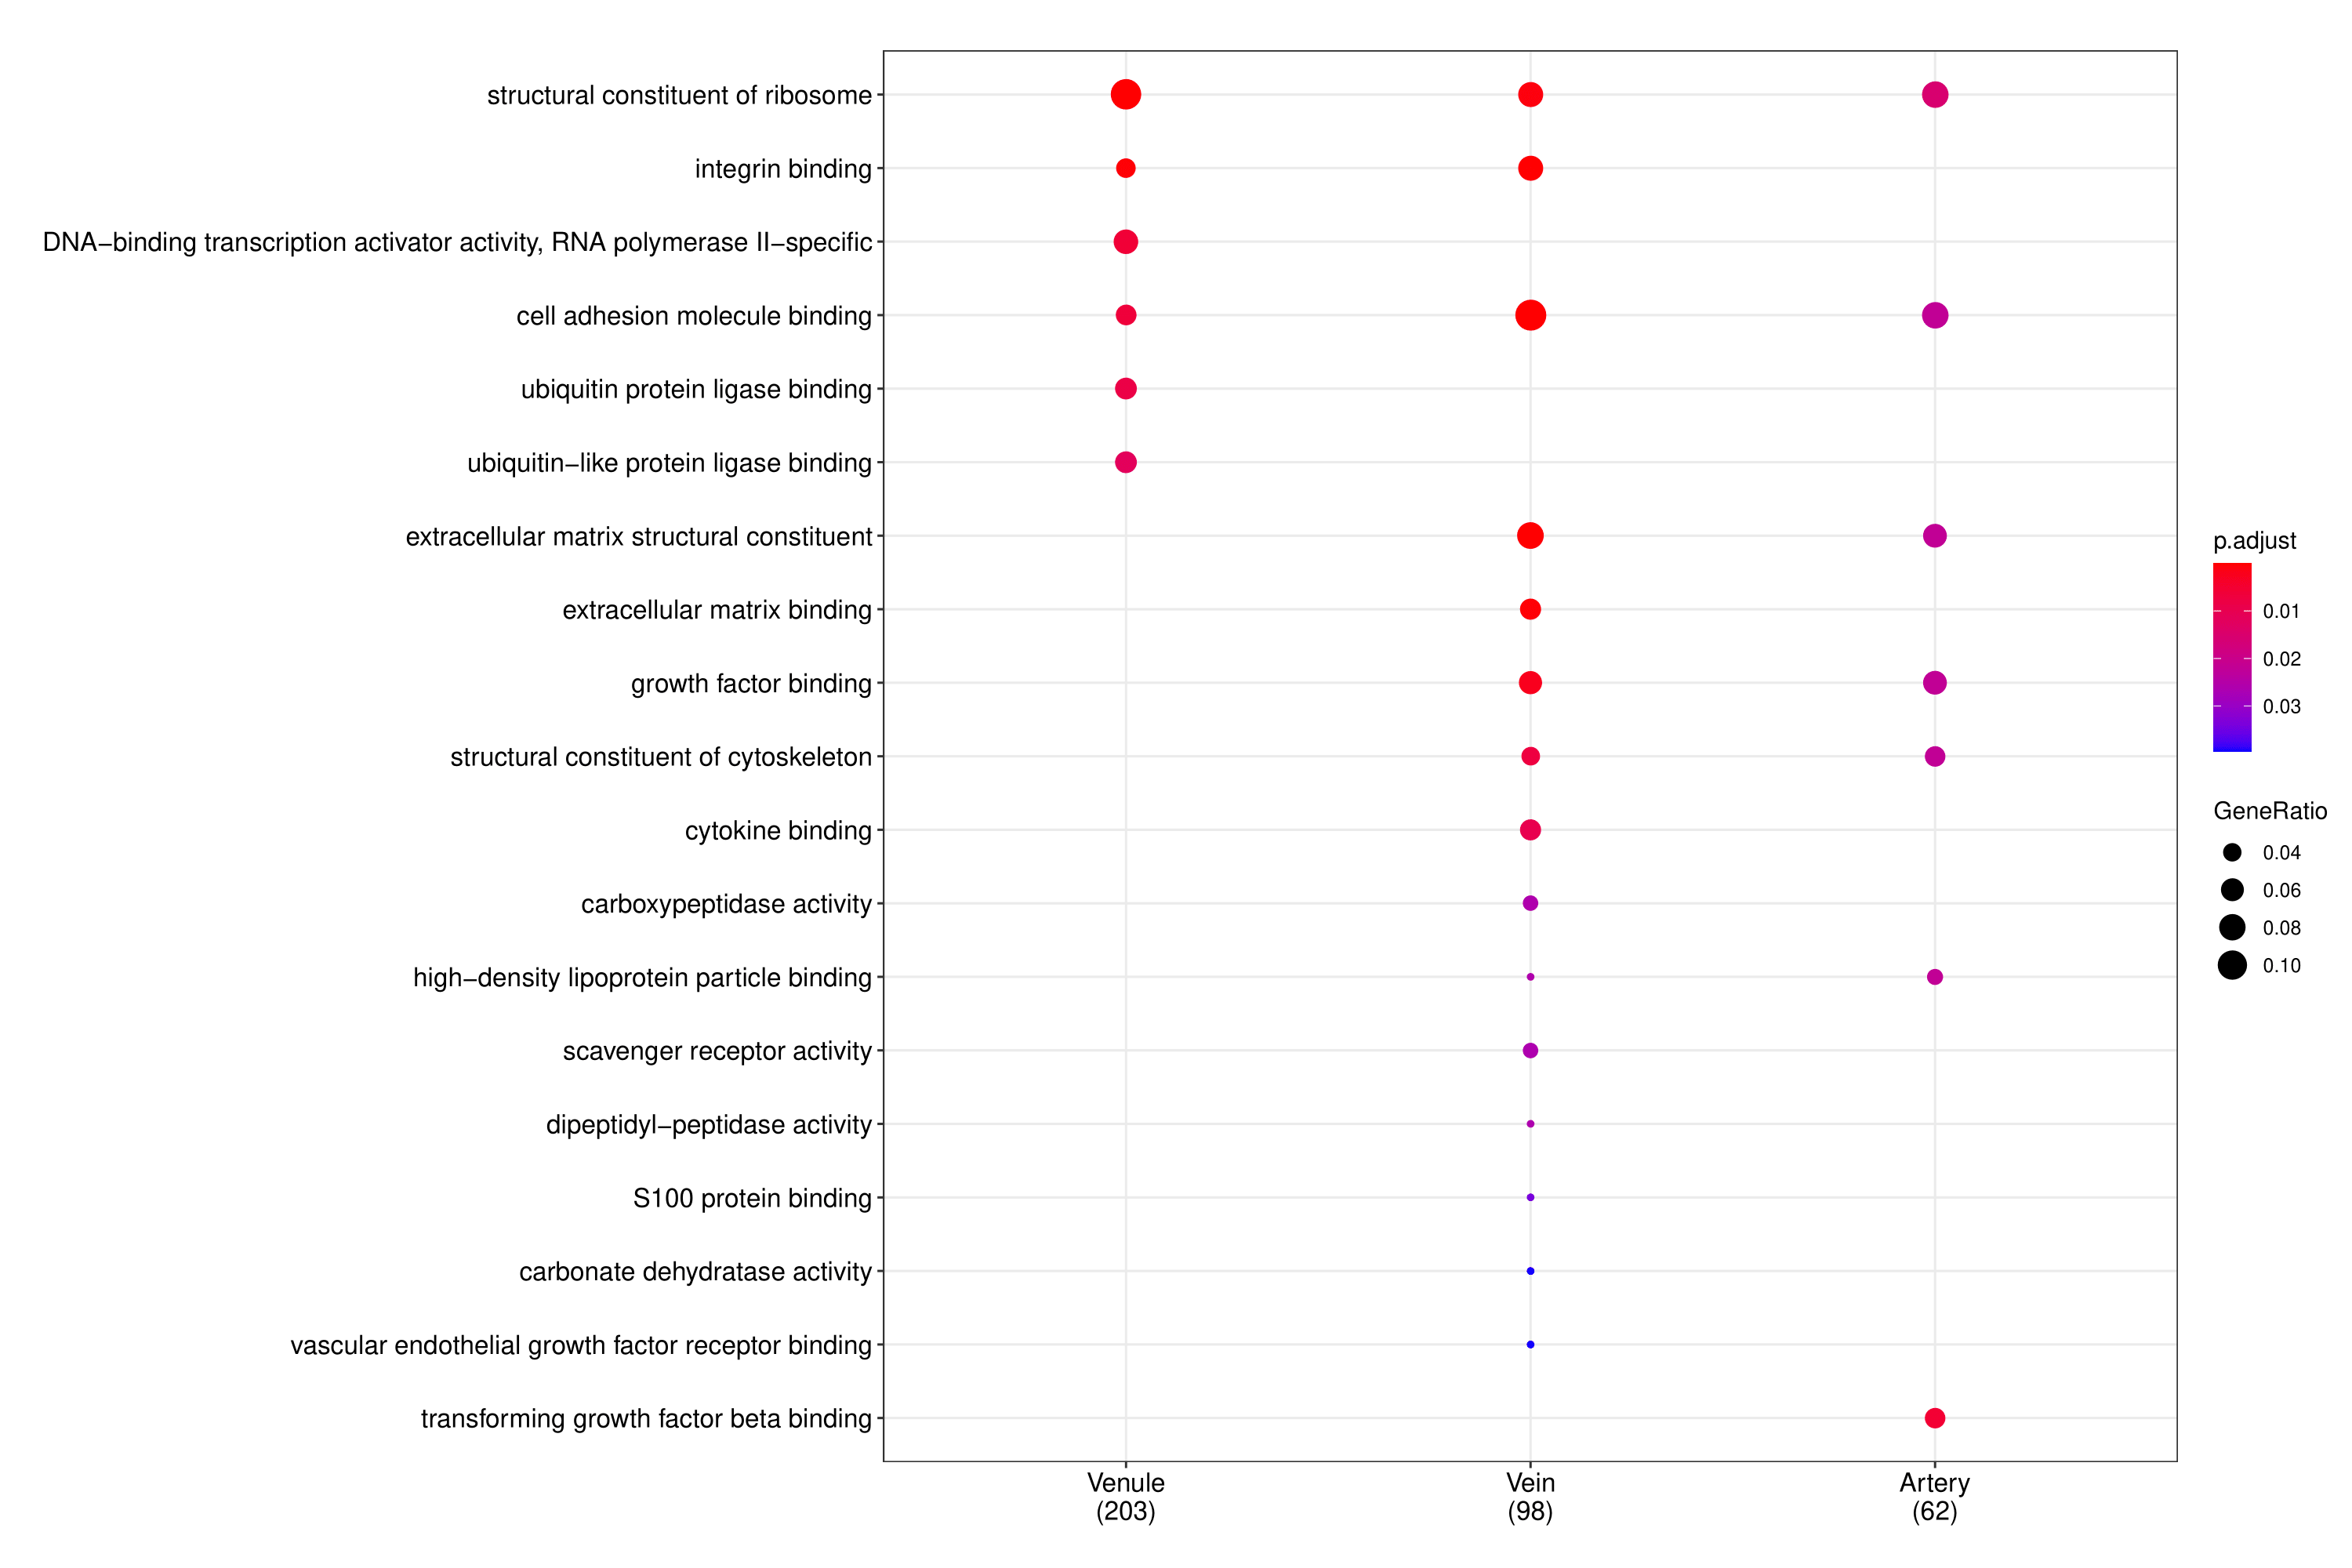 structural constituent of ribosome
integrin binding
DNA−binding transcription activator activity, RNA polymerase II−specific
cell adhesion molecule binding
ubiquitin protein ligase binding
ubiquitin−like protein ligase binding
extracellular matrix structural constituent
extracellular matrix binding
growth factor binding
structural constituent of cytoskeleton
cytokine binding
carboxypeptidase activity
high−density lipoprotein particle binding
scavenger receptor activity
dipeptidyl−peptidase activity
S100 protein binding
carbonate dehydratase activity
vascular endothelial growth factor receptor binding
transforming growth factor beta binding
Venule
(203)
Vein
(98)
Artery
(62)
p.adjust
0.01
0.02
0.03
GeneRatio
0.04
0.06
0.08
0.10